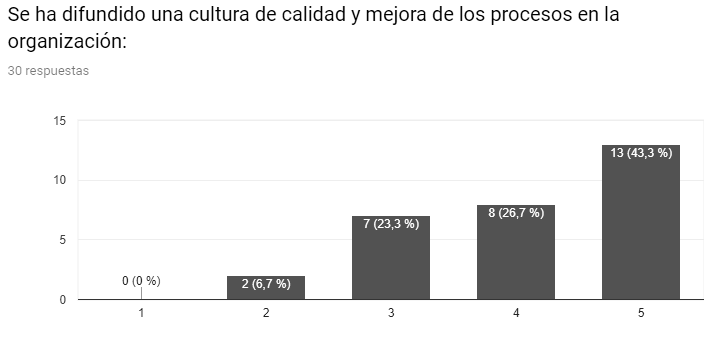 Se ha difundido una cultura de calidad y mejora de los procesos en la
organización:
30 respuestas
15
10
5
0
0 (0 %)
2 (6,7 %)
7 (23,3 %)
8 (26,7 %)
13 (43,3 %)
1
2
3
4
5